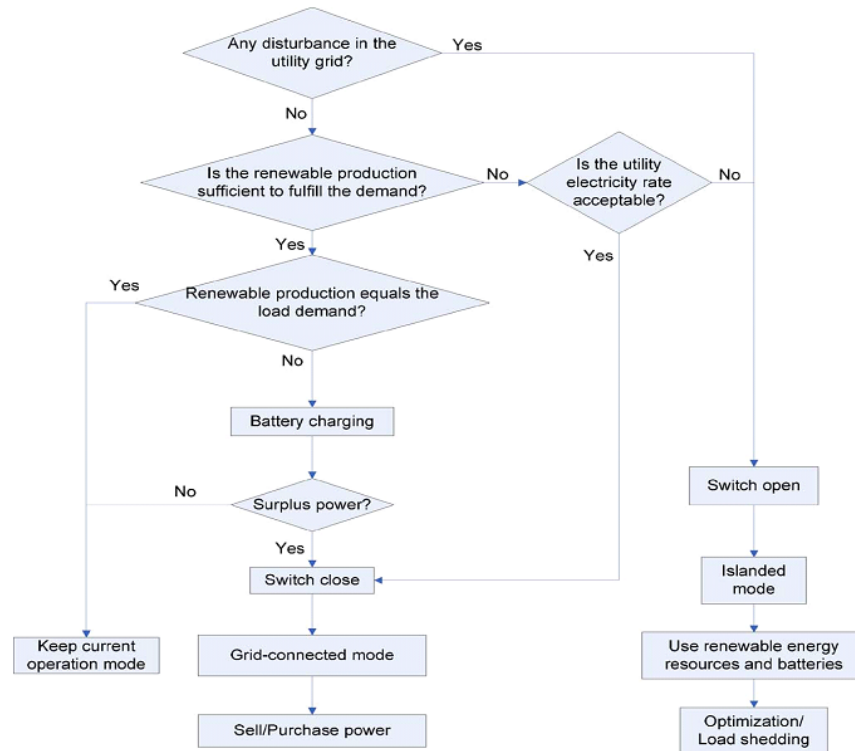 Any disturbance in the
utility grid?
Yes
No
Is the renewable production
sufficient to fulfill the demand?
No
Is the utility
electricity rate
acceptable?
No
Yes
Yes
Yes
Renewable production equals the
load demand?
No
Battery charging
No
Surplus power?
Switch open
Yes
Switch close
Islanded
mode
Keep current
operation mode
Grid-connected mode
Use renewable energy
resources and batteries
Sell/Purchase power
Optimization/
Load shedding